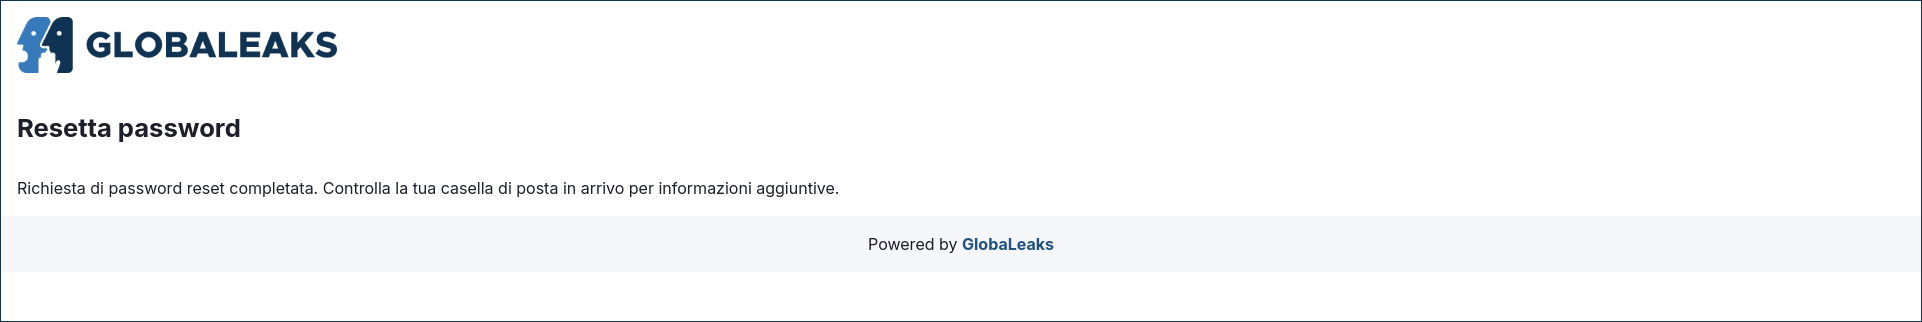 GLOBALEAKS
Resetta password
Richiesta di password reset completata. Controlla la tua casella di posta in arrivo per informazioni aggiuntive.
Powered by GlobaLeaks